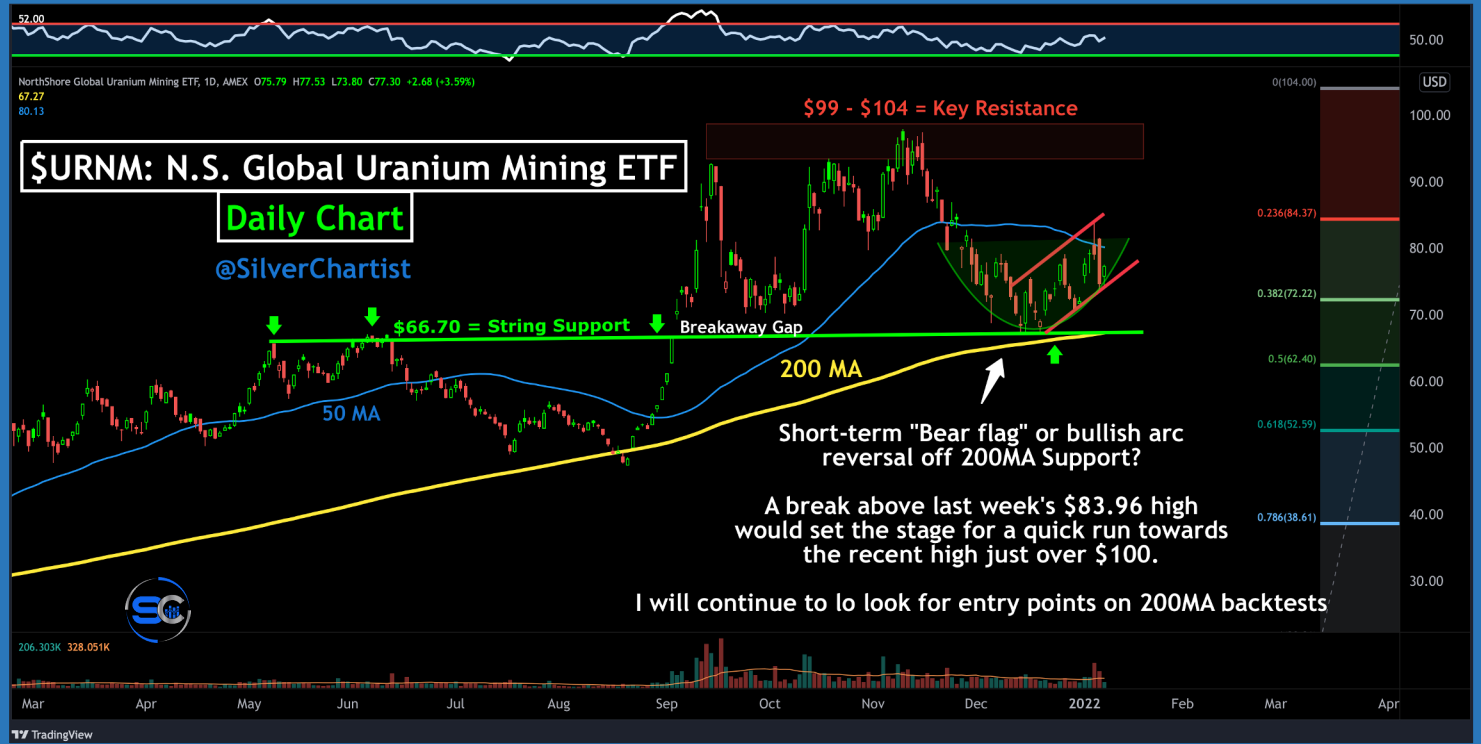 52.00
50.00
NorthShore Global Uranium Mining ETF, 1D, AMEX O75.79 H77.53 L73.80 C77.30 +2.68 (+3.59%)
67.27
80.13
0(104.00)
USD
$99 - $104 = Key Resistance
100.00
$URNM: N.S. Global Uranium Mining ETF
90.00
Daily Chart
0.236(84.37)
80.00
@SilverChartist
0.382(72.22)
70.00
$66.70 = String Support
Breakaway Gap
0.5(62.40)
200 MA
60.00
50 MA
0.618(52.59)
Short-term "Bear flag" or bullish arc
reversal off 200MA Support?
50.00
A break above last week's $83.96 high
would set the stage for a quick run towards
the recent high just over $100.
0.786(38.61)
40.00
30.00
I will continue to lo look for entry points on 200MA backtests
SC
206.303K 328.051K
Mar Apr May Jun Jul Aug Sep Oct Nov Dec 2022 Feb Mar Apr
TradingView